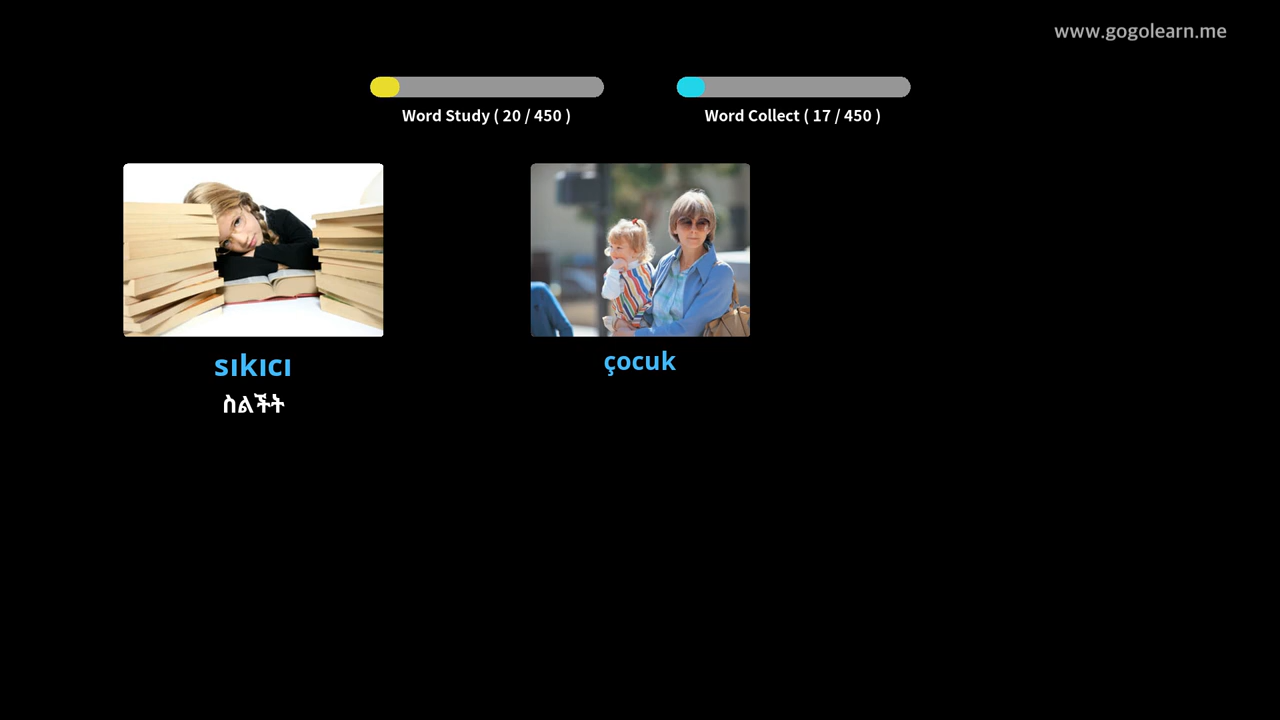 www.gogolearn.me
Word Study ( 20 / 450 )
Word Collect ( 17 / 450 )
sıkıcı
ስልችት
çocuk